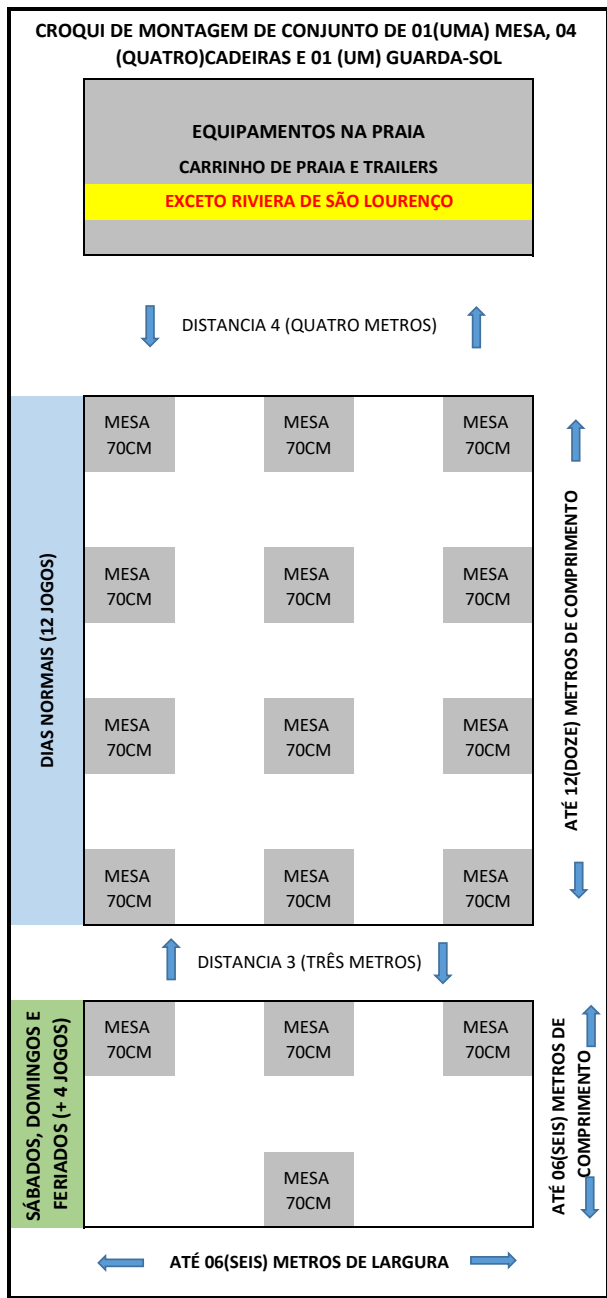 CROQUI DE MONTAGEM DE CONJUNTO DE 01(UMA) MESA, 04
(QUATRO)CADEIRAS E 01 (UM) GUARDA-SOL
EQUIPAMENTOS NA PRAIA
CARRINHO DE PRAIA E TRAILERS
EXCETO RIVIERA DE SÃO LOURENÇO
DISTANCIA 4 (QUATRO METROS)
DIAS NORMAIS (12 JOGOS)
MESA
70CM
MESA
70CM
MESA
70CM
MESA
70CM
MESA
70CM
MESA
70CM
MESA
70CM
MESA
70CM
MESA
70CM
MESA
70CM
MESA
70CM
MESA
70CM
ATÉ 12(DOZE) METROS DE COMPRIMENTO
DISTANCIA 3 (TRÊS METROS)
SÁBADOS, DOMINGOS E
FERIADOS (+ 4 JOGOS)
MESA
70CM
MESA
70CM
MESA
70CM
MESA
70CM
ATÉ 06(SEIS) METROS DE
COMPRIMENTO
ATÉ 06(SEIS) METROS DE LARGURA